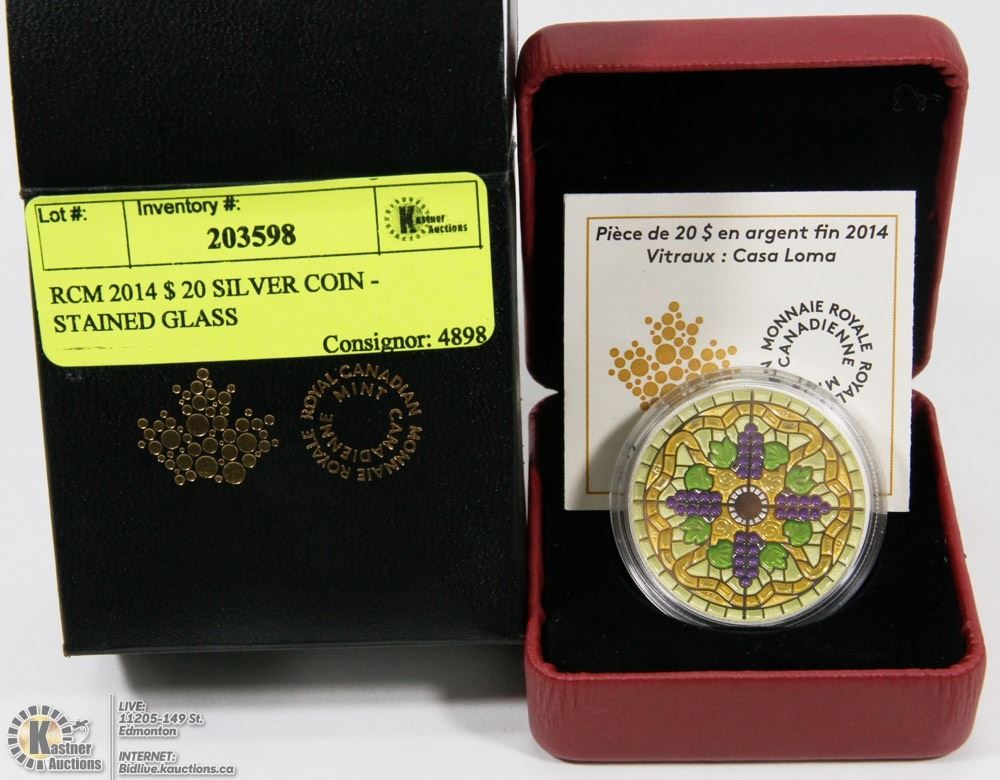 Lot #:
Inventory #:
203598
Kastner
Auctions
RCM 2014 $ 20 SILVER COIN -
STAINED GLASS
Consignor: 4898
ROYAL CANADIAN MINT
MONNAIE ROYALE CANADIENNE
Pièce de 20 $ en argent fin 2014
Vitraux : Casa Loma
MONNAIE ROYALE
CANADIENNE
ROYAL
Kastner
Auctions
LIVE:
11205-149 St.
Edmonton
INTERNET:
Bidlive.kauctions.ca